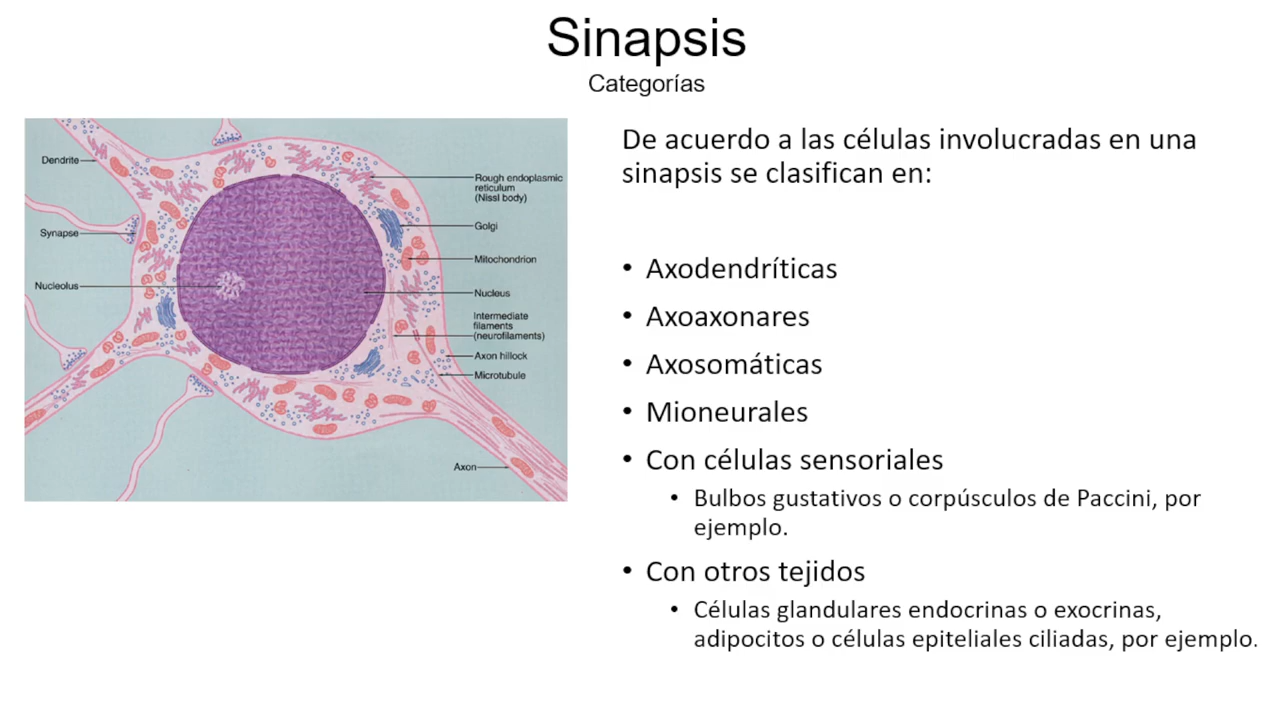 Sinapsis
Categorías
Dendrite
Synapse
Nucleolus
Rough endoplasmic
reticulum
(Nissl body)
Golgi
Mitochondrion
Nucleus
Intermediate
filaments
(neurofilaments)
Axon hillock
Microtubule
Axon
De acuerdo a las células involucradas en una
sinapsis se clasifican en:
• Axodendríticas
• Axoaxonares
• Axosomáticas
• Mioneurales
• Con células sensoriales
• Bulbos gustativos o corpúsculos de Paccini, por
ejemplo.
• Con otros tejidos
• Células glandulares endocrinas o exocrinas,
adipocitos o células epiteliales ciliadas, por ejemplo.